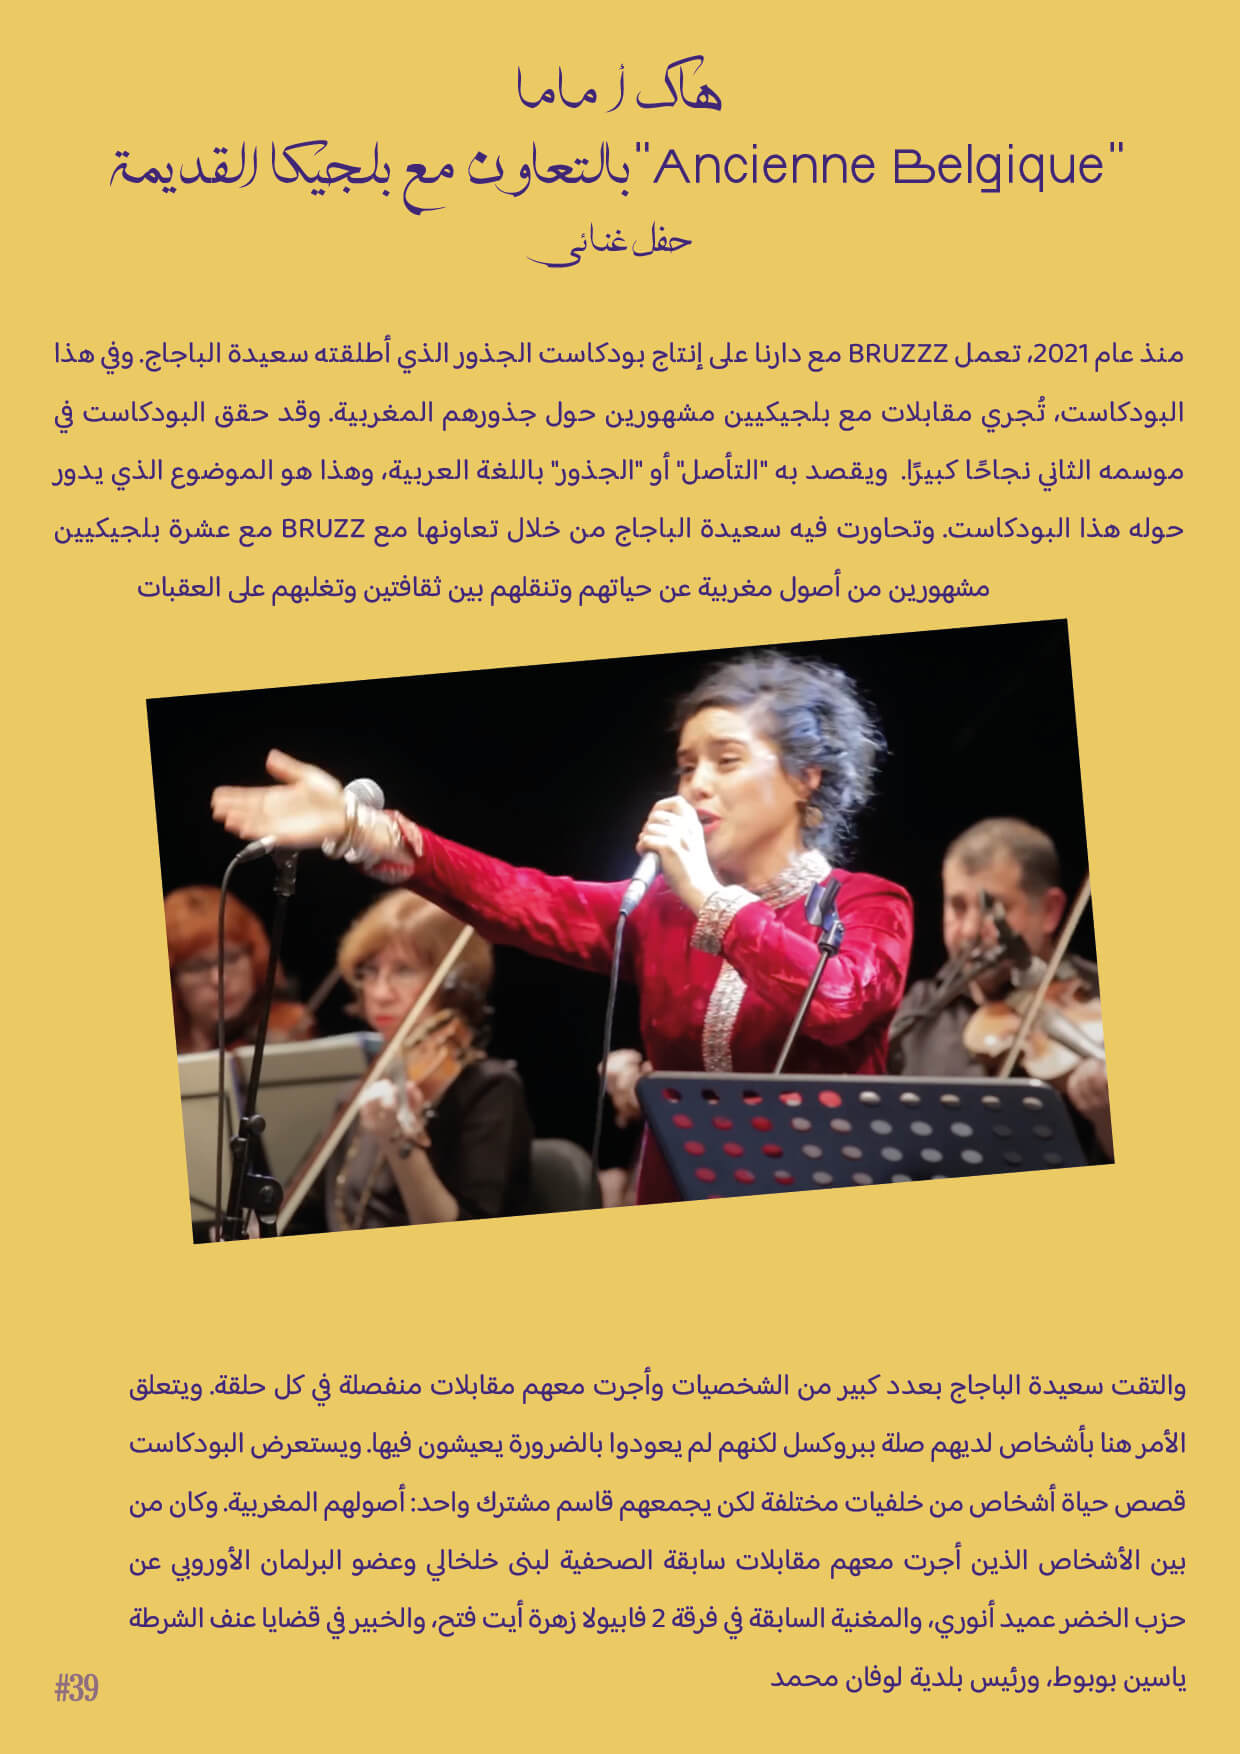 هاك أ ماما
"Ancienne Belgique"بالتعاون مع بلجيكا القديمة
حفل غنائي
منذ عام 2021، تعمل BRUZZZ مع دارنا على إنتاج بودكاست الجذور الذي أطلقته سعيدة الباجاج. وفي هذا
البودكاست، تُجري مقابلات مع بلجيكيين مشهورين حول جذورهم المغربية. وقد حقق البودكاست في
موسمه الثاني نجاحًا كبيرًا. ويقصد به "التأصل" أو "الجذور" باللغة العربية، وهذا هو الموضوع الذي يدور
حوله هذا البودكاست. وتحاورت فيه سعيدة الباجاج من خلال تعاونها مع BRUZZ مع عشرة بلجيكيين
مشهورين من أصول مغربية عن حياتهم وتنقلهم بين ثقافتين وتغلبهم على العقبات
والتقت سعيدة الباجاج بعدد كبير من الشخصيات وأجرت معهم مقابلات منفصلة في كل حلقة. ويتعلق
الأمر هنا بأشخاص لديهم صلة ببروكسل لكنهم لم يعودوا بالضرورة يعيشون فيها. ويستعرض البودكاست
قصص حياة أشخاص من خلفيات مختلفة لكن يجمعهم قاسم مشترك واحد: أصولهم المغربية. وكان من
بين الأشخاص الذين أجرت معهم مقابلات سابقة الصحفية لبنى خلخالي وعضو البرلمان الأوروبي عن
حزب الخضر عميد أنوري، والمغنية السابقة في فرقة 2 فابيولا زهرة أيت فتح، والخبير في قضايا عنف الشرطة
ياسين بوبوط، ورئيس بلدية لوفان محمد
#39